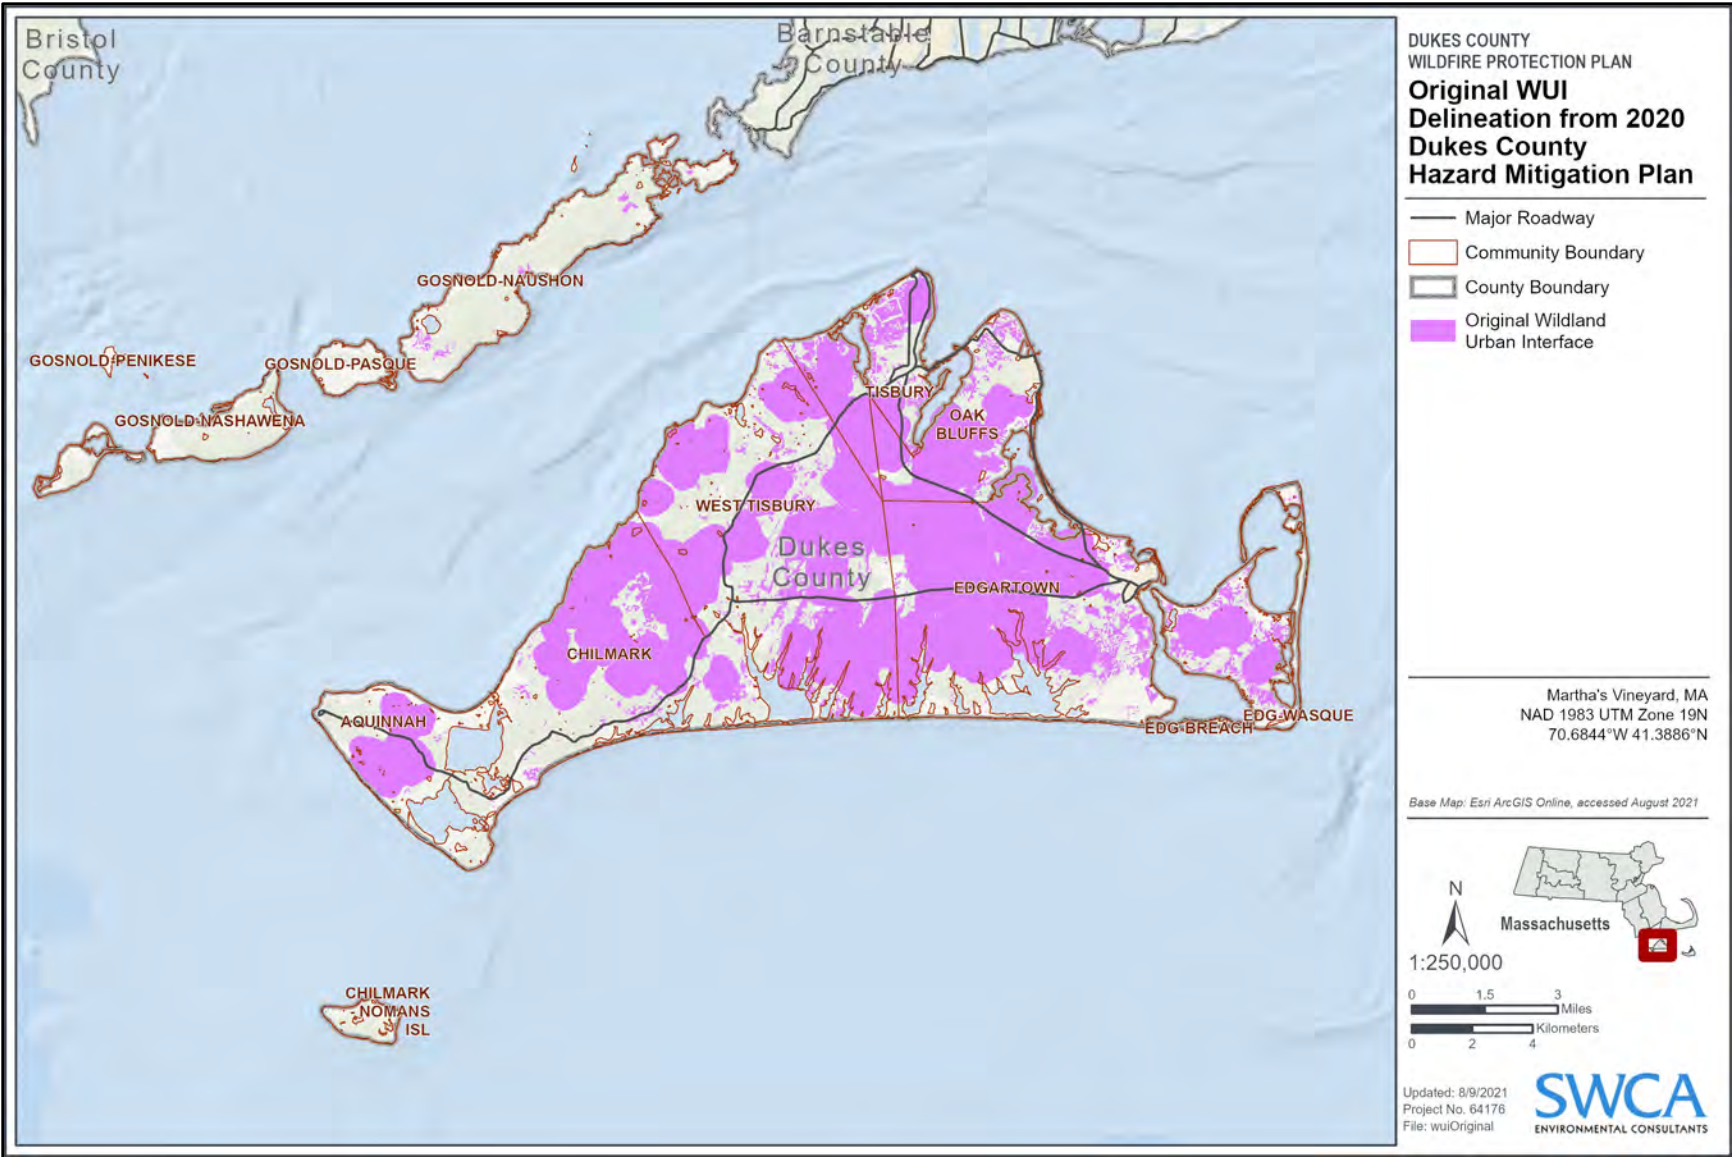 Bristol
County
Barnstable
County
GOSNOLD-NAUSHON
GOSNOLD-PENIKESE
GOSNOLD-PASQUE
GOSNOLD-NASHAWENA
TISBURY
OAK
BLUFFS
WEST TISBURY
Dukes
County
EDGARTOWN
CHILMARK
AQUINNAH
EDG-WASQUE
EDG-BREACH
CHILMARK
NOMANS
ISL
DUKES COUNTY
WILDFIRE PROTECTION PLAN
Original WUI
Delineation from 2020
Dukes County
Hazard Mitigation Plan
Major Roadway
Community Boundary
County Boundary
Original Wildland
Urban Interface
Martha's Vineyard, MA
NAD 1983 UTM Zone 19N
70.6844°W 41.3886°N
Base Map: Esri ArcGIS Online, accessed August 2021
N
Massachusetts
1:250,000
0 1.5 3
Miles
Kilometers
0 2 4
Updated: 8/9/2021
Project No. 64176
File: wuiOriginal
SWCA
ENVIRONMENTAL CONSULTANTS